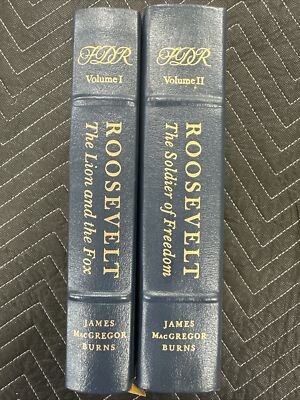 FDR
Volume I
ROOSEVELT
The Lion and the Fox
JAMES
MACGREGOR
BURNS
FDR
Volume II
ROOSEVELT
The Soldier of Freedom
JAMES
MACGREGOR
BURNS